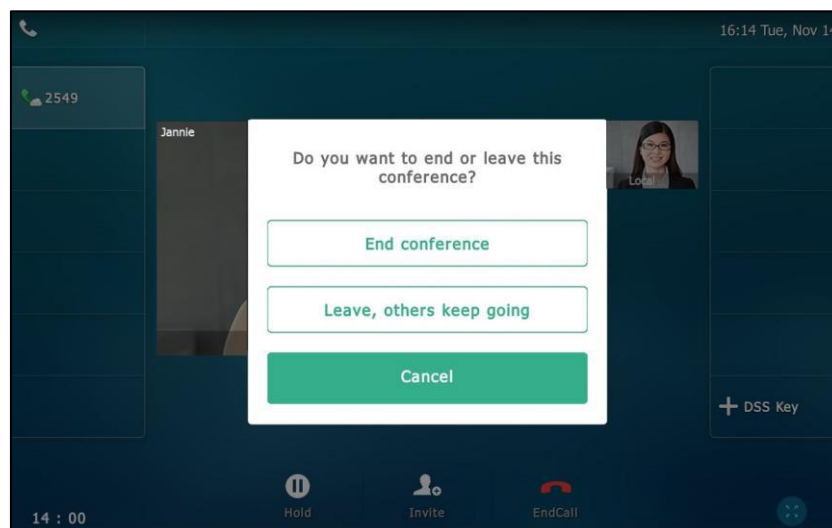 16:14 Tue, Nov 14
2549
Jannie
Local
Do you want to end or leave this
conference?
End conference
Leave, others keep going
Cancel
DSS Key
Hold
Invite
EndCall
14 : 00